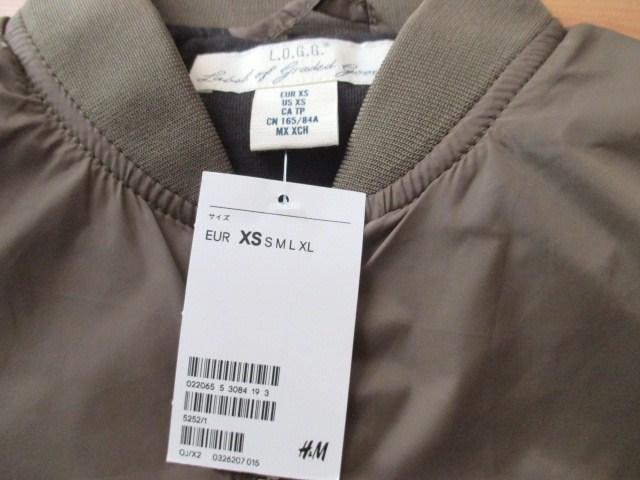 L.O.G.G.
Label of Graded Goods
EUR XS
US XS
CA TP
CN 165/84A
MX XCH
サイズ
EUR XS S M L XL
022065 5 3084 19 3
5252/1
OJ/X2 0326207 015
H&M